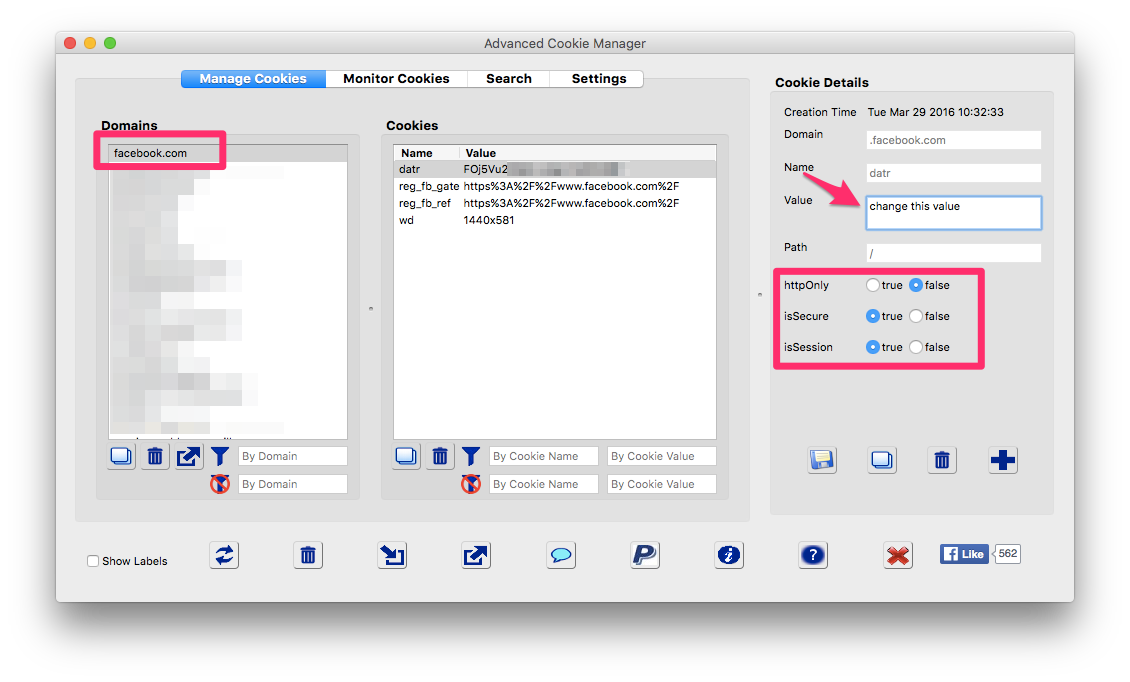 Advanced Cookie Manager
Manage Cookies Monitor Cookies Search Settings
Domains
facebook.com
By Domain
By Domain
Cookies
Name Value
datr FOj5Vu2
reg_fb_gate https%3A%2F%2Fwww.facebook.com%2F
reg_fb_ref https%3A%2F%2Fwww.facebook.com%2F
wd 1440x581
By Cookie Name By Cookie Value
By Cookie Name By Cookie Value
Cookie Details
Creation Time Tue Mar 29 2016 10:32:33
Domain .facebook.com
Name datr
Value change this value
Path /
httpOnly true false
isSecure true false
isSession true false
Show Labels
Like 562